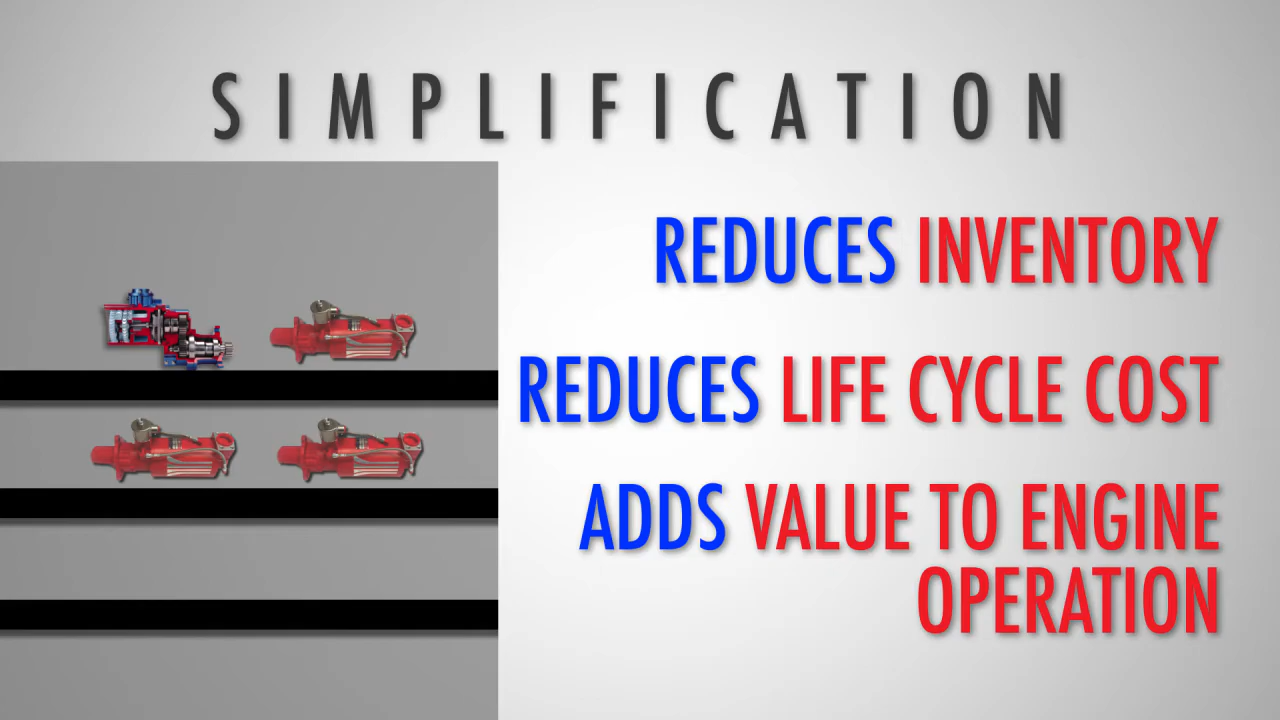 SIMPLIFICATION
REDUCES INVENTORY
REDUCES LIFE CYCLE COST
ADDS VALUE TO ENGINE
OPERATION